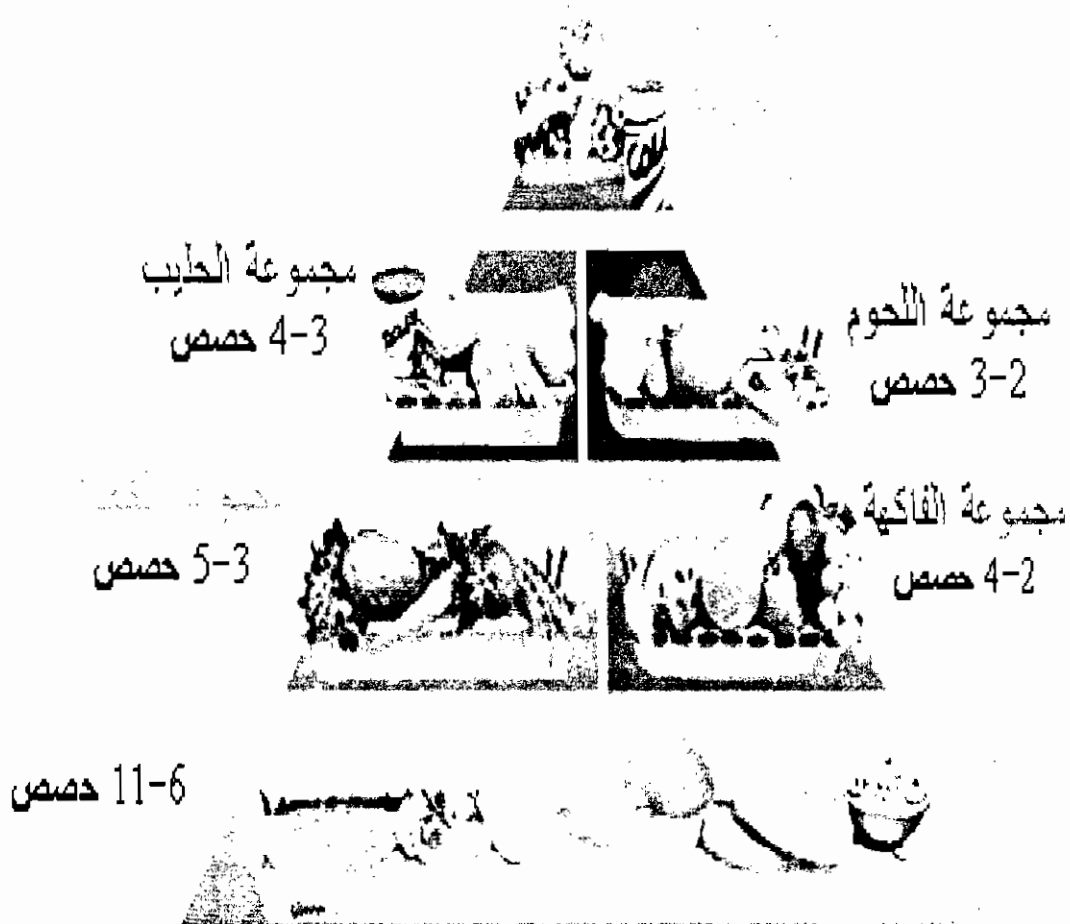 مجموعة الحليب
3-4 حصص
مجموعة اللحوم
2-3 حصص
3-5 حصص
مجموعة الفاكهة
2-4 حصص
6-11 حصص